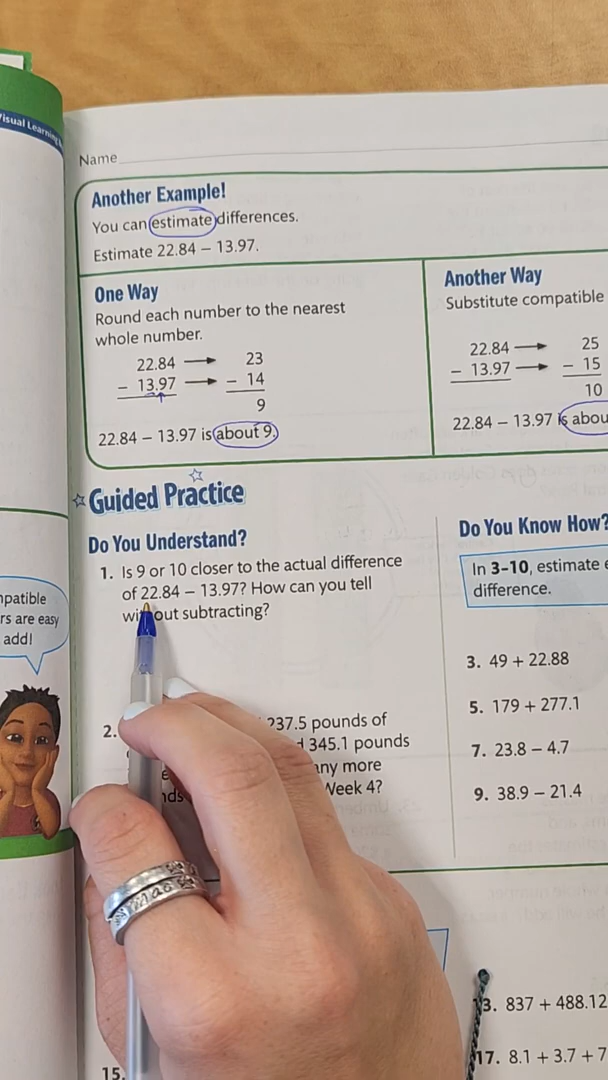 Visual Learning
Name
Another Example!
You can estimate differences.
Estimate 22.84 – 13.97.
One Way
Round each number to the nearest
whole number.
22.84 → 23
– 13.97 → – 14
9
22.84 – 13.97 is about 9.
Another Way
Substitute compatible
22.84 → 25
– 13.97 → – 15
10
22.84 – 13.97 is
Guided Practice
Do You Understand?
1. Is 9 or 10 closer to the actual difference
of 22.84 – 13.97? How can you tell
without subtracting?
2.
237.5 pounds of
345.1 pounds
more
Week 4?
Do You Know How?
In 3–10, estimate
difference.
3. 49 + 22.88
5. 179 + 277.1
7. 23.8 – 4.7
9. 38.9 – 21.4
are easy
add!
15.
3. 837 + 488.12
17. 8.1 + 3.7 + 7